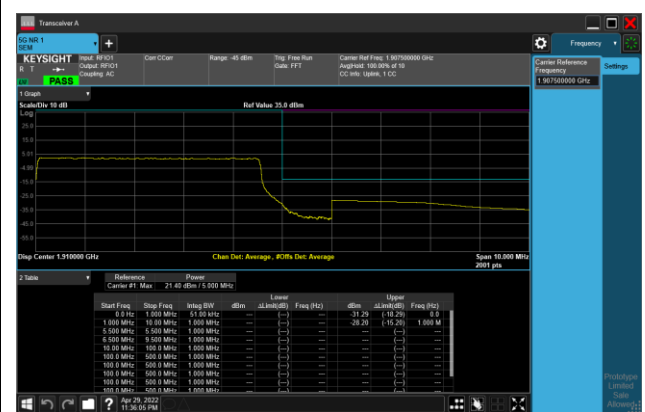 Transceiver A
5G NR 1
SEM
Frequency
KEYSIGHT Input: RFIO1 Corr CCorr Range: -45 dBm Trig: Free Run Carrier Ref Freq: 1.907500000 GHz
R T Output: RFIO1 Gate: FFT Avg|Hold: 100.00% of 10
PASS Coupling: AC CC Info: Uplink, 1 CC
Carrier Reference Frequency
1.907500000 GHz
Settings
1 Graph
Scale/Div 10 dB Ref Value 35.0 dBm
Log
25.0
15.0
5.01
-4.99
-15.0
-25.0
-35.0
-45.0
-55.0
Disp Center 1.910000 GHz Chan Det: Average, #Offs Det: Average Span 10.000 MHz
2001 pts
2 Table
Reference Power
Carrier #1: Max 21.40 dBm / 5.000 MHz
Lower Upper
Start Freq Stop Freq Integ BW dBm ΔLimit(dB) Freq (Hz) dBm ΔLimit(dB) Freq (Hz)
0.0 Hz 1.000 MHz 51.00 kHz --- (---) --- -31.29 (-18.29) 0.0
1.000 MHz 10.00 MHz 1.000 MHz --- (---) --- -28.20 (-15.20) 1.000 M
5.500 MHz 5.500 MHz 1.000 MHz --- (---) --- --- (---) ---
6.500 MHz 9.500 MHz 1.000 MHz --- (---) --- --- (---) ---
10.00 MHz 100.0 MHz 1.000 MHz --- (---) --- --- (---) ---
100.0 MHz 500.0 MHz 1.000 MHz --- (---) --- --- (---) ---
100.0 MHz 500.0 MHz 1.000 MHz --- (---) --- --- (---) ---
100.0 MHz 500.0 MHz 1.000 MHz --- (---) --- --- (---) ---
100.0 MHz 500.0 MHz 1.000 MHz --- (---) --- --- (---) ---
Apr 29, 2022
11:36:05 PM
Prototype
Limited
Sale
Allowed